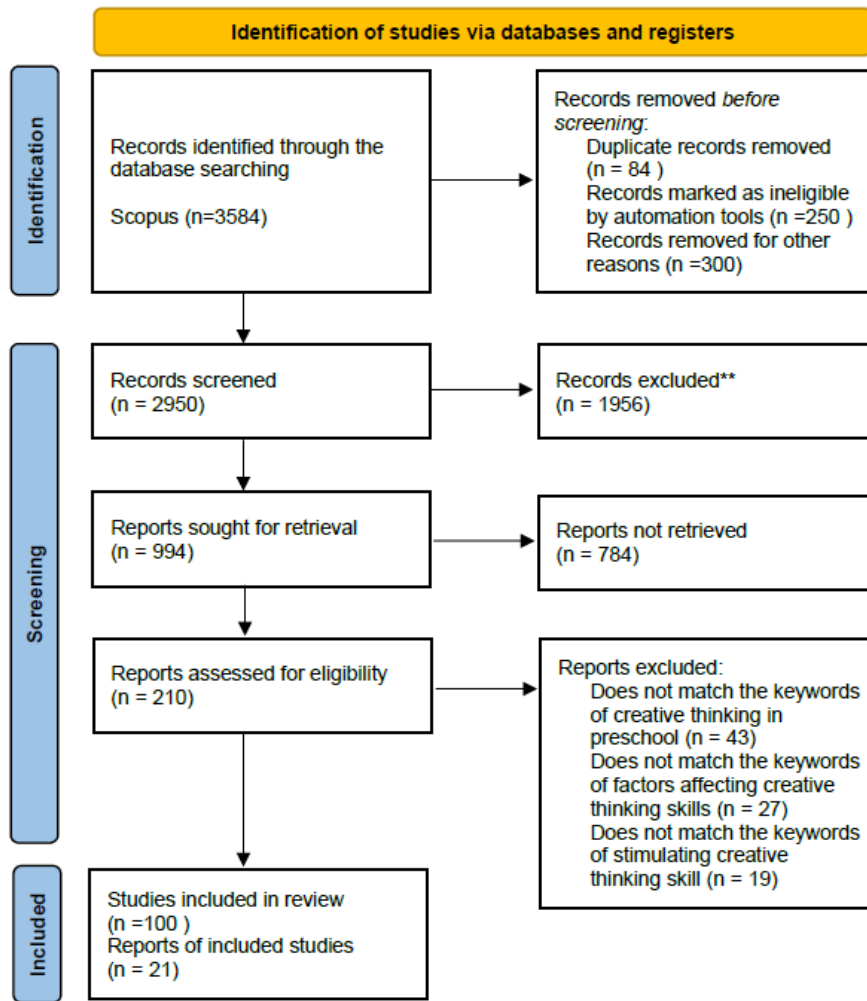 Identification of studies via databases and registers
Identification
Records identified through the
database searching
Scopus (n=3584)
Records removed before
screening:
Duplicate records removed
(n = 84 )
Records marked as ineligible
by automation tools (n =250 )
Records removed for other
reasons (n =300)
Screening
Records screened
(n = 2950)
Records excluded**
(n = 1956)
Reports sought for retrieval
(n = 994)
Reports not retrieved
(n = 784)
Reports assessed for eligibility
(n = 210)
Reports excluded:
Does not match the keywords
of creative thinking in
preschool (n = 43)
Does not match the keywords
of factors affecting creative
thinking skills (n = 27)
Does not match the keywords
of stimulating creative
thinking skill (n = 19)
Included
Studies included in review
(n =100 )
Reports of included studies
(n = 21)